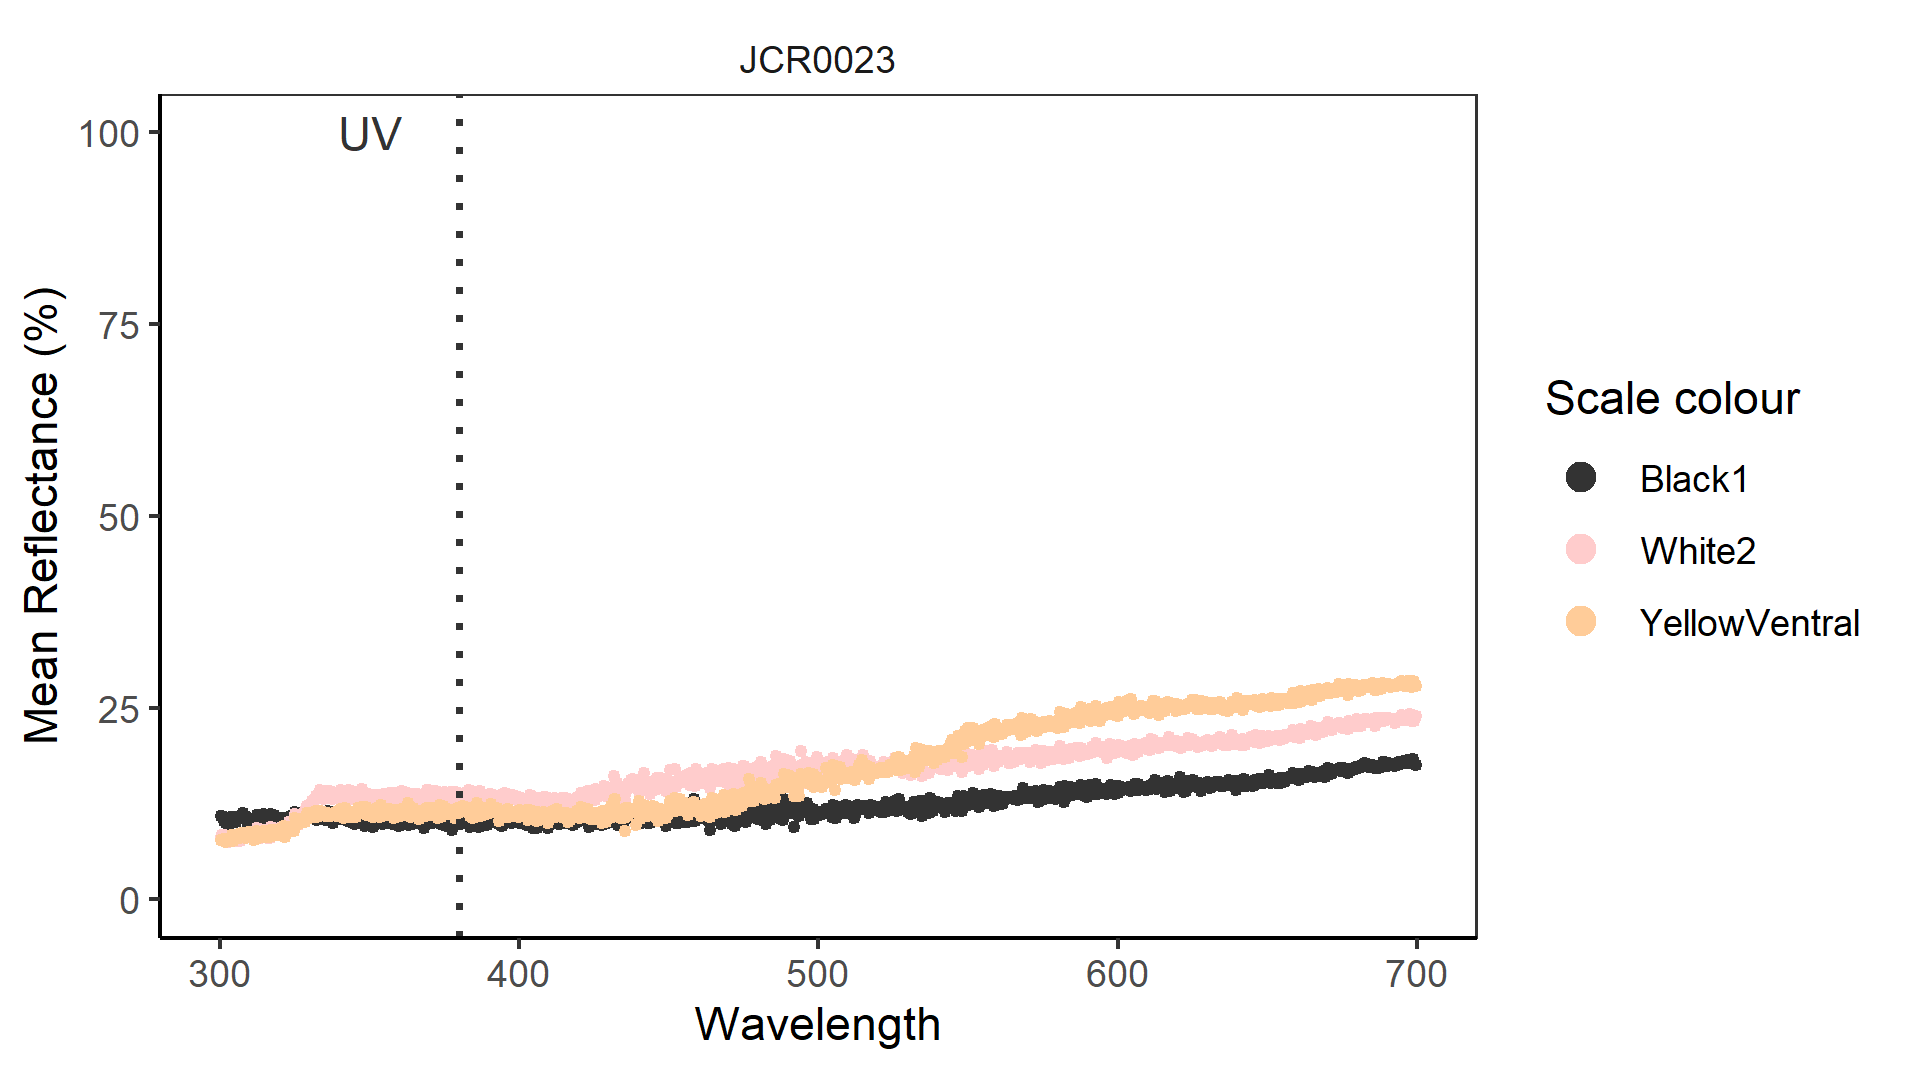 JCR0023
UV
100
75
50
25
0
Mean Reflectance (%)
300 400 500 600 700
Wavelength
Scale colour
Black1
White2
YellowVentral